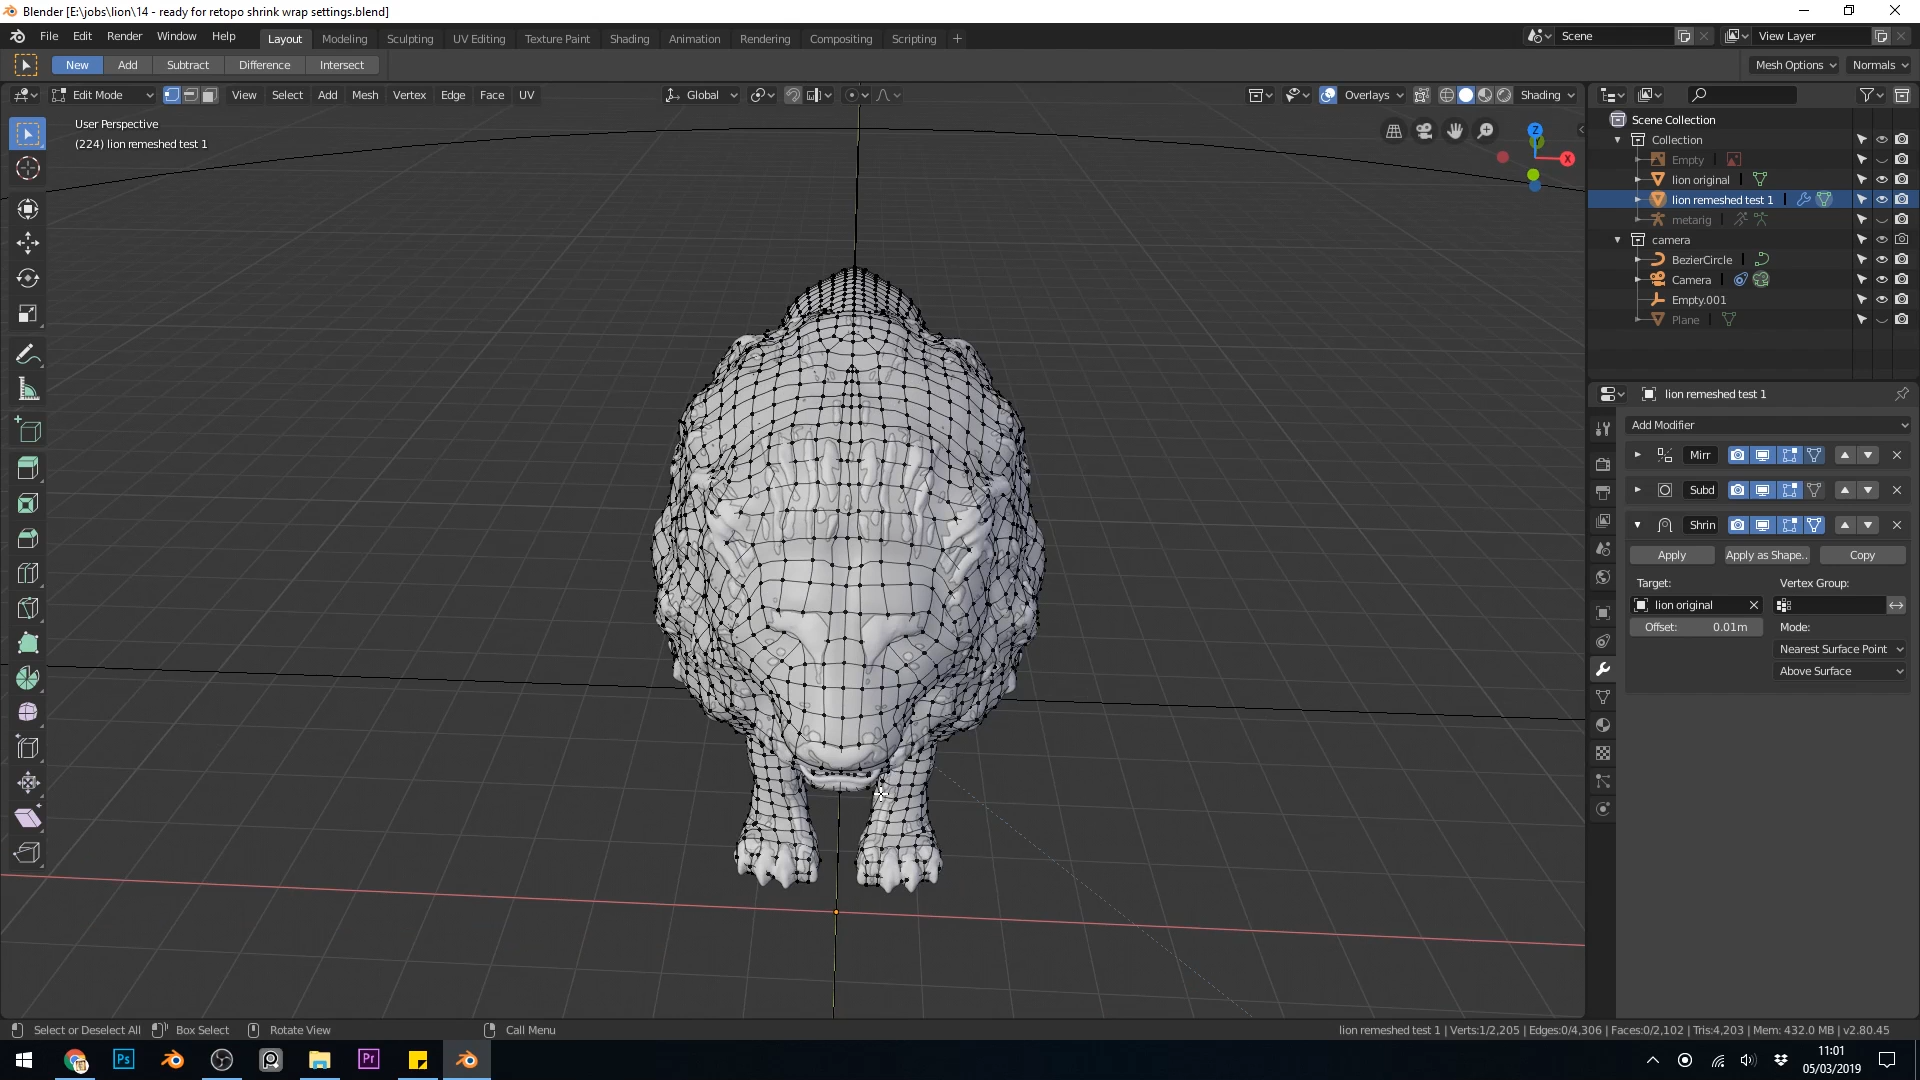 Blender [E:\jobs\lion\14 - ready for retopo shrink wrap settings.blend]
File Edit Render Window Help Layout Modeling Sculpting UV Editing Texture Paint Shading Animation Rendering Compositing Scripting + Scene View Layer
New Add Subtract Difference Intersect Mesh Options Normals
Edit Mode View Select Add Mesh Vertex Edge Face UV Global Overlays Shading
User Perspective
(224) lion remeshed test 1
Z
X
Scene Collection
Collection
Empty
lion original
lion remeshed test 1
metarig
camera
BezierCircle
Camera
Empty.001
Plane
lion remeshed test 1
Add Modifier
Mirr
Subd
Shrin
Apply Apply as Shape.. Copy
Target: Vertex Group:
lion original
Offset: 0.01m Mode:
Nearest Surface Point
Above Surface
Select or Deselect All Box Select Rotate View Call Menu lion remeshed test 1 | Verts:1/2,205 | Edges:0/4,306 | Faces:0/2,102 | Tris:4,203 | Mem: 432.0 MB | v2.80.45
Ps Pr
11:01
05/03/2019